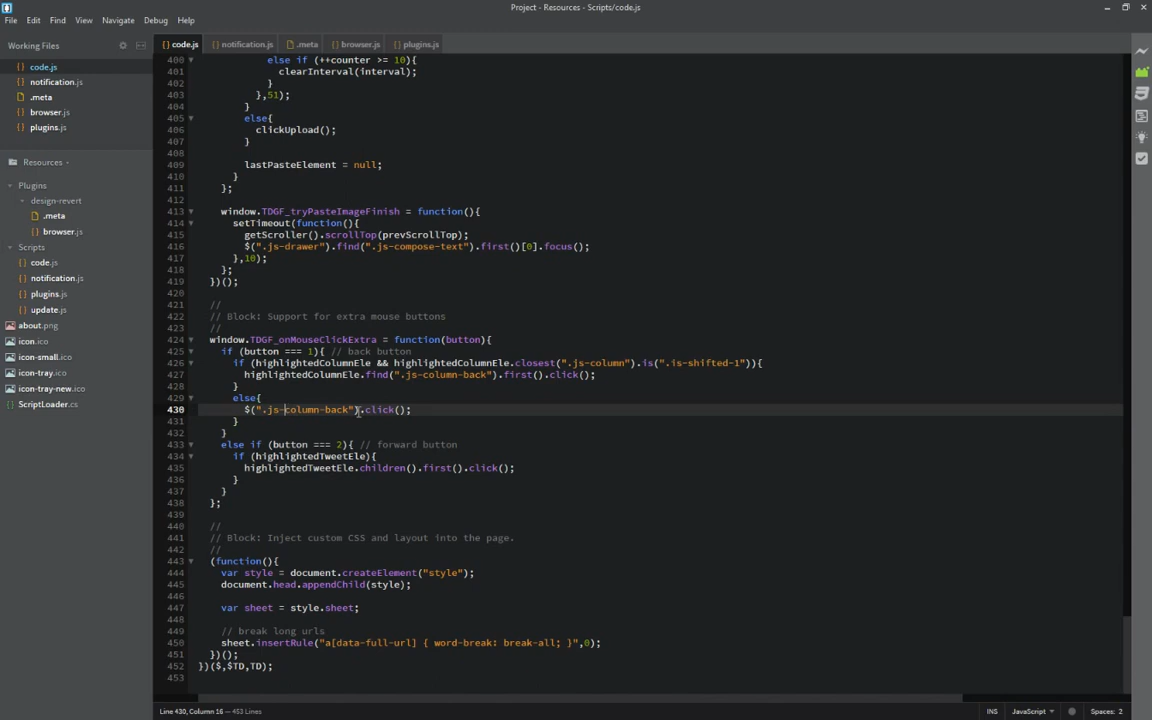 Project - Resources - Scripts/code.js
File Edit Find View Navigate Debug Help
Working Files
code.js
notification.js
.meta
browser.js
plugins.js
Resources
Plugins
design-revert
.meta
browser.js
Scripts
code.js
notification.js
plugins.js
update.js
about.png
icon.ico
icon-small.ico
icon-tray.ico
icon-tray-new.ico
ScriptLoader.cs
code.js notification.js .meta browser.js plugins.js
400 else if (++counter >= 10){
401 clearInterval(interval);
402 }
403 },51);
404 }
405 else{
406 clickUpload();
407 }
408
409 lastPasteElement = null;
410 }
411 };
412
413 window.TDGF_tryPasteImageFinish = function(){
414 setTimeout(function(){
415 getScroller().scrollTop(prevScrollTop);
416 $(".js-drawer").find(".js-compose-text").first()[0].focus();
417 },10);
418 };
419 })();
420
421 //
422 // Block: Support for extra mouse buttons
423 //
424 window.TDGF_onMouseClickExtra = function(button){
425 if (button === 1){ // back button
426 if (highlightedColumnEle && highlightedColumnEle.closest(".js-column").is(".is-shifted-1")){
427 highlightedColumnEle.find(".js-column-back").first().click();
428 }
429 else{
430 $(".js-column-back").click();
431 }
432 }
433 else if (button === 2){ // forward button
434 if (highlightedTweetEle){
435 highlightedTweetEle.children().first().click();
436 }
437 }
438 };
439
440 //
441 // Block: Inject custom CSS and layout into the page.
442 //
443 (function(){
444 var style = document.createElement("style");
445 document.head.appendChild(style);
446
447 var sheet = style.sheet;
448
449 // break long urls
450 sheet.insertRule("a[data-full-url] { word-break: break-all; }",0);
451 })();
452 })($,$TD,TD);
453
Line 430, Column 16 — 453 Lines
INS JavaScript Spaces: 2